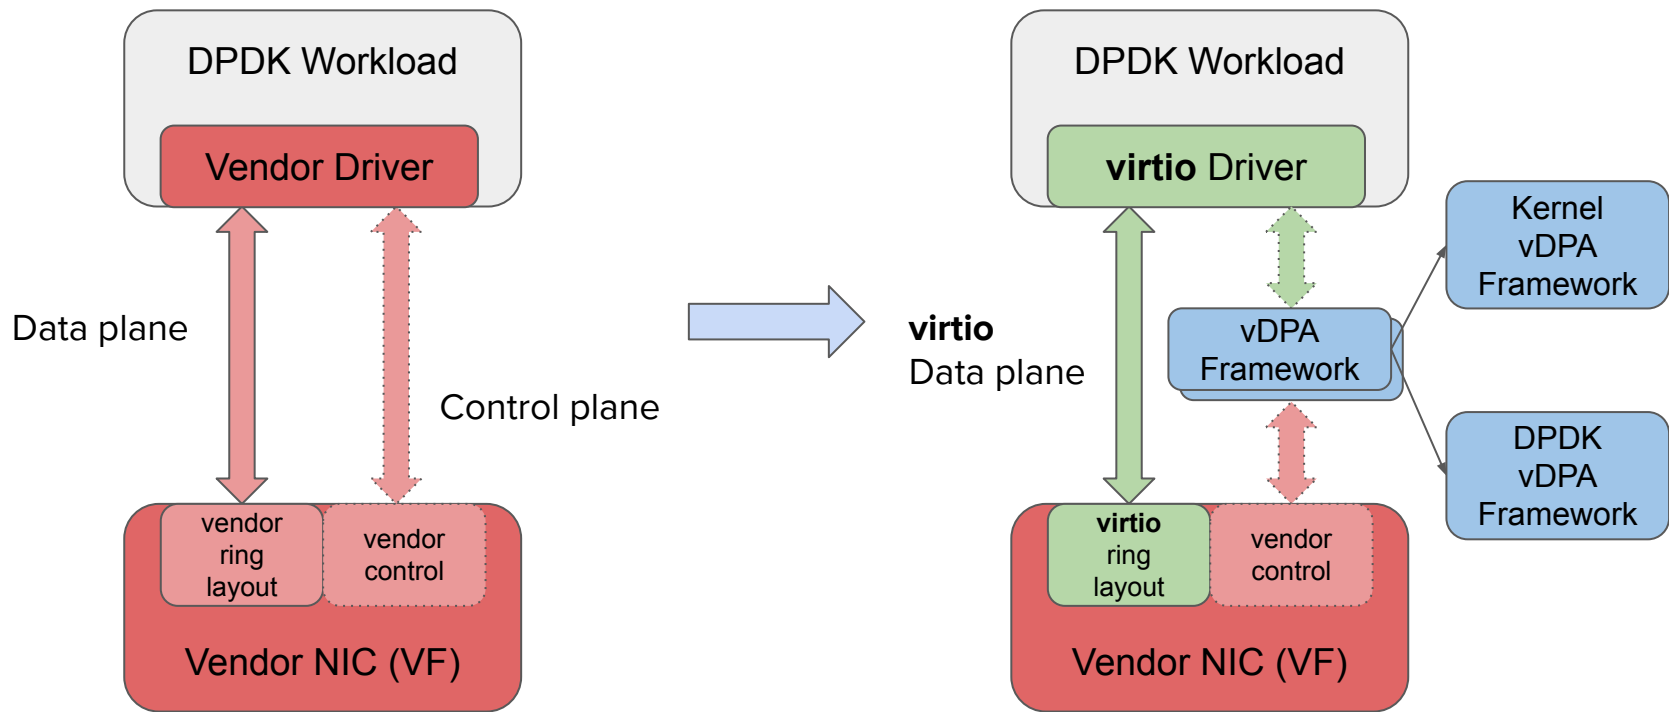 DPDK Workload
Vendor Driver
Data plane
Control plane
vendor
ring
layout
vendor
control
Vendor NIC (VF)
DPDK Workload
virtio Driver
virtio
Data plane
vDPA
Framework
Kernel
vDPA
Framework
DPDK
vDPA
Framework
virtio
ring
layout
vendor
control
Vendor NIC (VF)